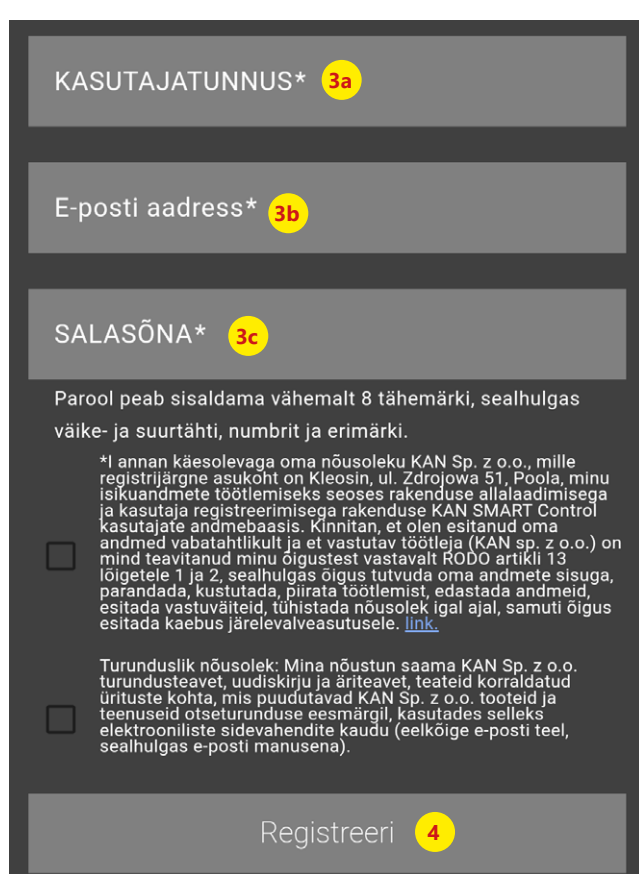 KASUTAJATUNNUS* 3a
E-posti aadress* 3b
SALASÕNA* 3c
Parool peab sisaldama vähemalt 8 tähemärki, sealhulgas
väike- ja suurtähti, numbrit ja erimärki.
*I annan käesolevaga oma nõusoleku KAN Sp. z o.o., mille
registrijärgne asukoht on Kleosin, ul. Zdrojowa 51, Poola, minu
isikuandmete töötlemiseks seoses rakenduse allalaadimisega
ja kasutaja registreerimisega rakenduse KAN SMART Control
kasutajate andmebaasis. Kinnitan, et olen esitanud oma
andmed vabatahtlikult ja et vastutav töötleja (KAN sp. z o.o.) on
mind teavitanud minu õigustest vastavalt RODO artikli 13
lõigetele 1 ja 2, sealhulgas õigus tutvuda oma andmete sisuga,
parandada, kustutada, piirata töötlemist, edastada andmeid,
esitada vastuväiteid, tühistada nõusolek igal ajal, samuti õigus
esitada kaebus järelevalveasutusele. link.
Turunduslik nõusolek: Mina nõustun saama KAN Sp. z o.o.
turundusteavet, uudiskirju ja äriteavet, teateid korraldatud
ürituste kohta, mis puudutavad KAN Sp. z o.o. tooteid ja
teenuseid otseturunduse eesmärgil, kasutades selleks
elektrooniliste sidevahendite kaudu (eelkõige e-posti teel,
sealhulgas e-posti manusena).
Registreeri 4